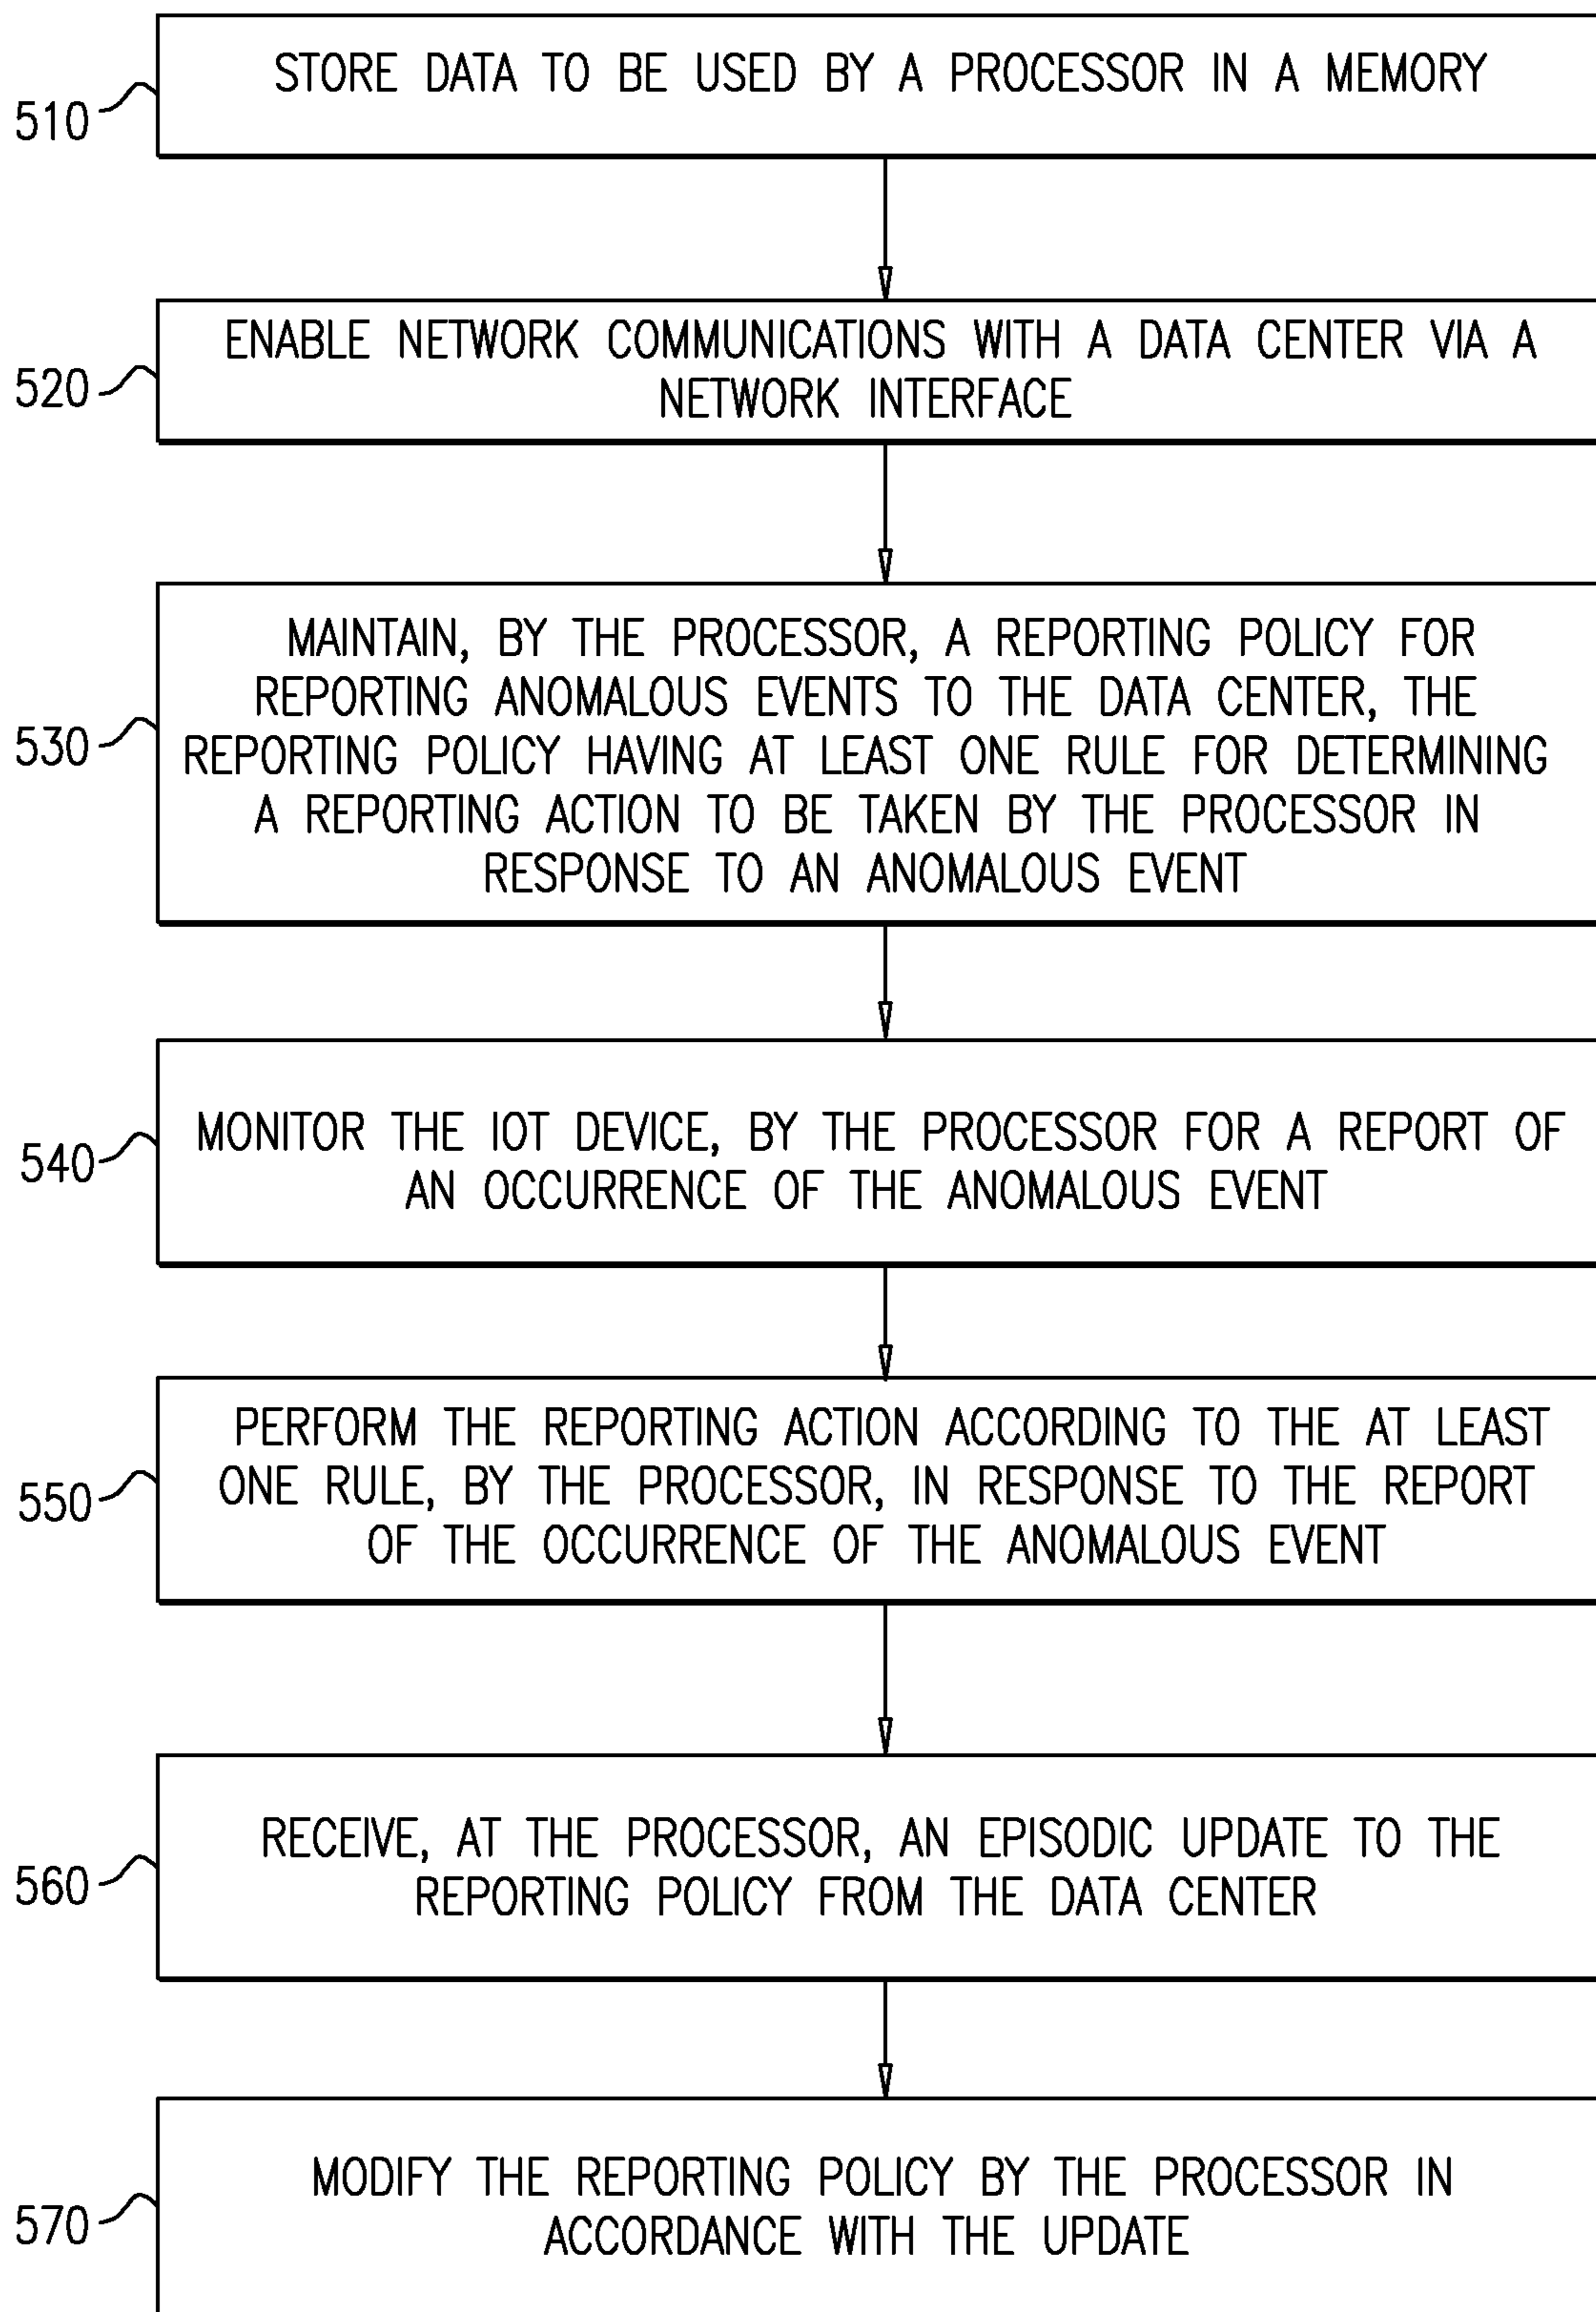 STORE DATA TO BE USED BY A PROCESSOR IN A MEMORY
510
ENABLE NETWORK COMMUNICATIONS WITH A DATA CENTER VIA A
NETWORK INTERFACE
520
MAINTAIN, BY THE PROCESSOR, A REPORTING POLICY FOR
REPORTING ANOMALOUS EVENTS TO THE DATA CENTER, THE
REPORTING POLICY HAVING AT LEAST ONE RULE FOR DETERMINING
A REPORTING ACTION TO BE TAKEN BY THE PROCESSOR IN
RESPONSE TO AN ANOMALOUS EVENT
530
MONITOR THE IOT DEVICE, BY THE PROCESSOR FOR A REPORT OF
AN OCCURRENCE OF THE ANOMALOUS EVENT
540
PERFORM THE REPORTING ACTION ACCORDING TO THE AT LEAST
ONE RULE, BY THE PROCESSOR, IN RESPONSE TO THE REPORT
OF THE OCCURRENCE OF THE ANOMALOUS EVENT
550
RECEIVE, AT THE PROCESSOR, AN EPISODIC UPDATE TO THE
REPORTING POLICY FROM THE DATA CENTER
560
MODIFY THE REPORTING POLICY BY THE PROCESSOR IN
ACCORDANCE WITH THE UPDATE
570